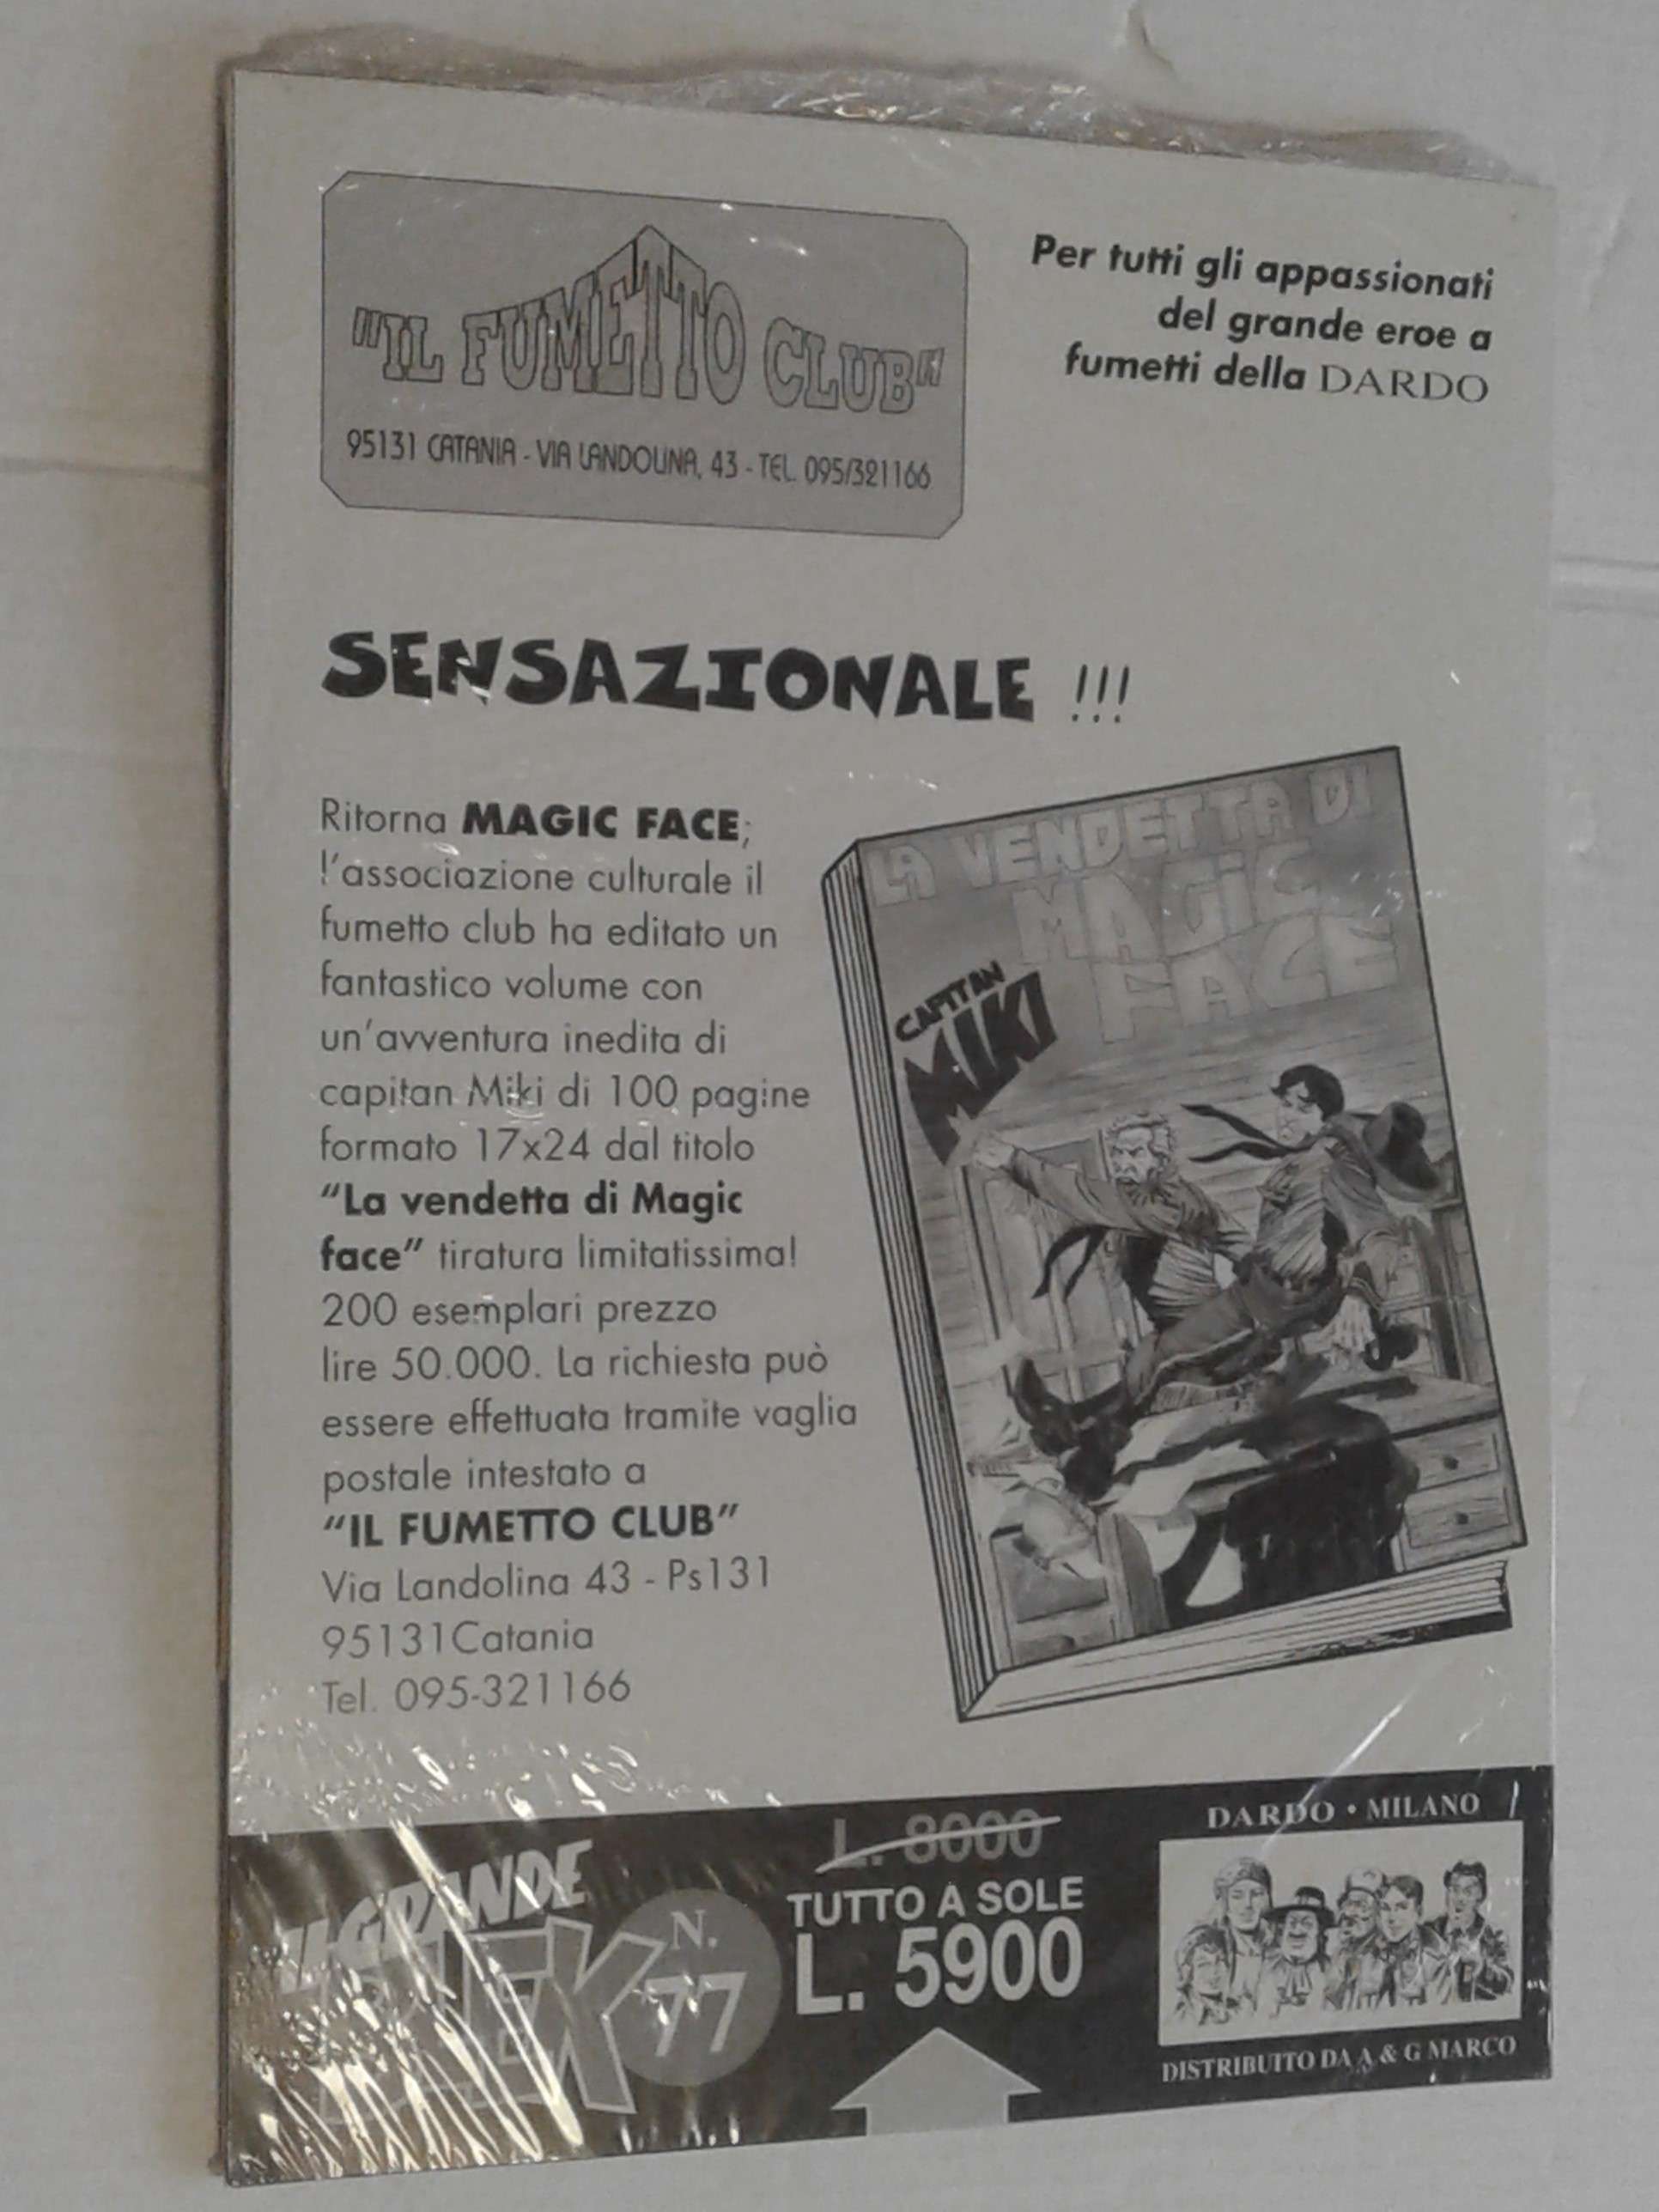 "IL FUMETTO CLUB"
95131 CATANIA - VIA LANDOLINA, 43 - TEL. 095/321166
Per tutti gli appassionati
del grande eroe a
fumetti della DARDO
SENSAZIONALE !!!
Ritorna MAGIC FACE;
l'associazione culturale il
fumetto club ha editato un
fantastico volume con
un'avventura inedita di
capitan Miki di 100 pagine
formato 17x24 dal titolo
"La vendetta di Magic
face" tiratura limitatissima!
200 esemplari prezzo
lire 50.000. La richiesta può
essere effettuata tramite vaglia
postale intestato a
"IL FUMETTO CLUB"
Via Landolina 43 - Ps131
95131Catania
Tel. 095-321166
LA VENDETTA DI
MAGIC
FACE
CAPITAN
MIKI
IL GRANDE
BLEK
N.
77
L. 8000
TUTTO A SOLE
L. 5900
DARDO • MILANO
DISTRIBUITO DA A & G MARCO